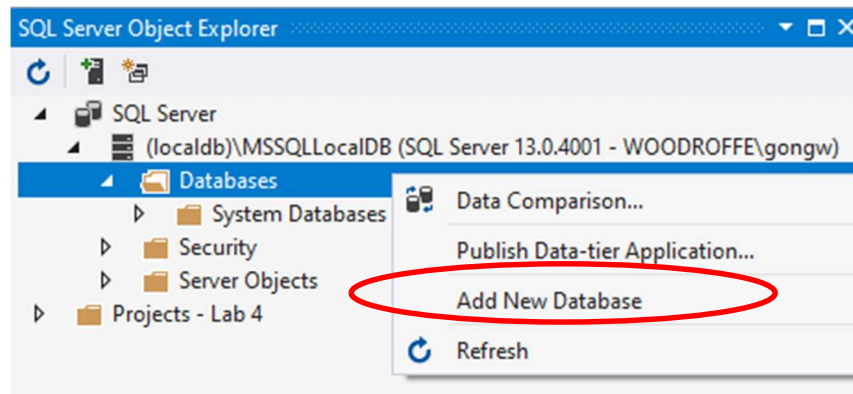 SQL Server Object Explorer
SQL Server
(localdb)\MSSQLLocalDB (SQL Server 13.0.4001 - WOODROFFE\gongw)
Databases
System Databases
Security
Server Objects
Projects - Lab 4
Data Comparison...
Publish Data-tier Application...
Add New Database
Refresh